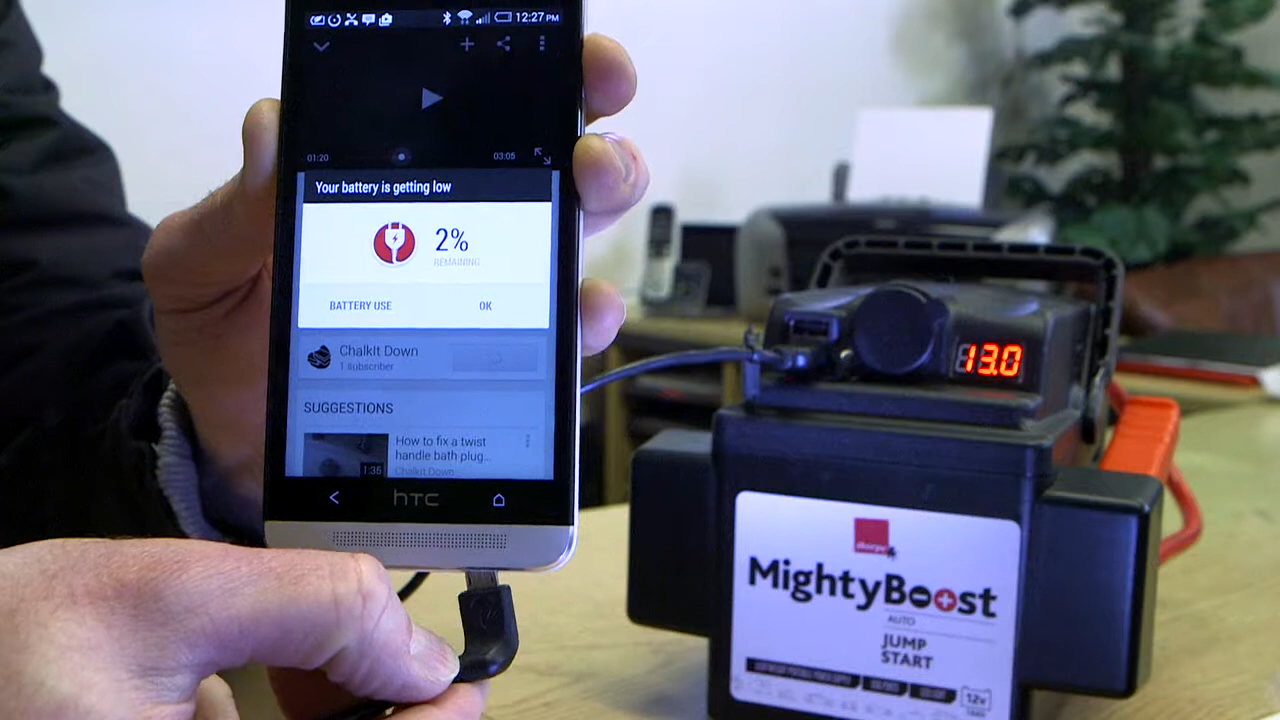 12:27 PM
01:20
03:05
Your battery is getting low
2%
REMAINING
BATTERY USE
OK
ChalkIt Down
1 subscriber
SUGGESTIONS
How to fix a twist
handle bath plug...
ChalkIt Down
1:35
hTC
13.0
MightyBoost
AUTO
JUMP
START
12v